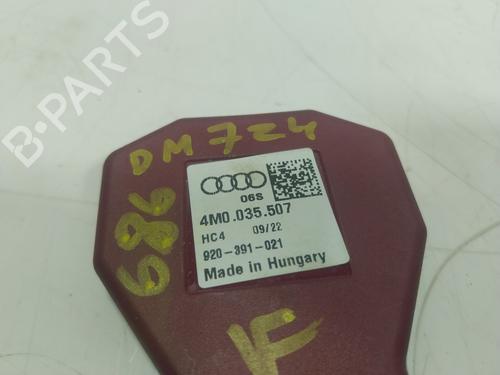 B-PARTS
DM724
686
06S
4M0.035.507
HC4 09/22
920-391-021
Made in Hungary